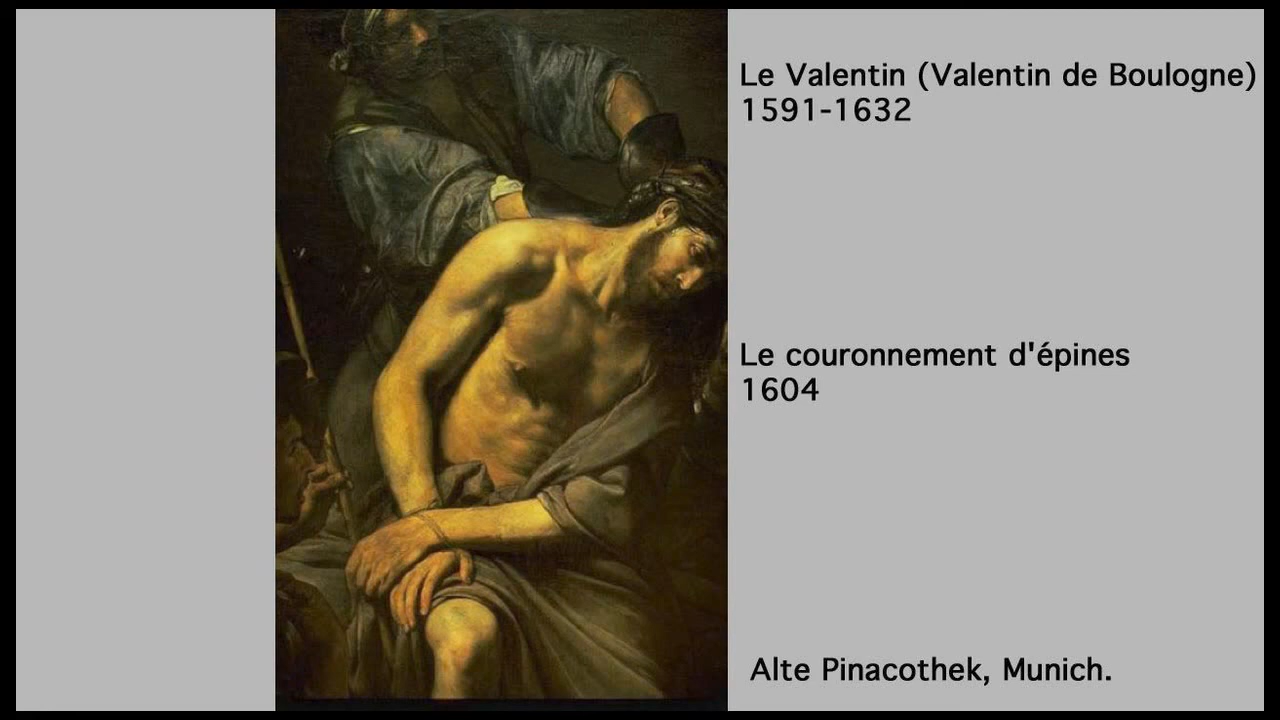 Le Valentin (Valentin de Boulogne)
1591-1632
Le couronnement d'épines
1604
Alte Pinacothek, Munich.